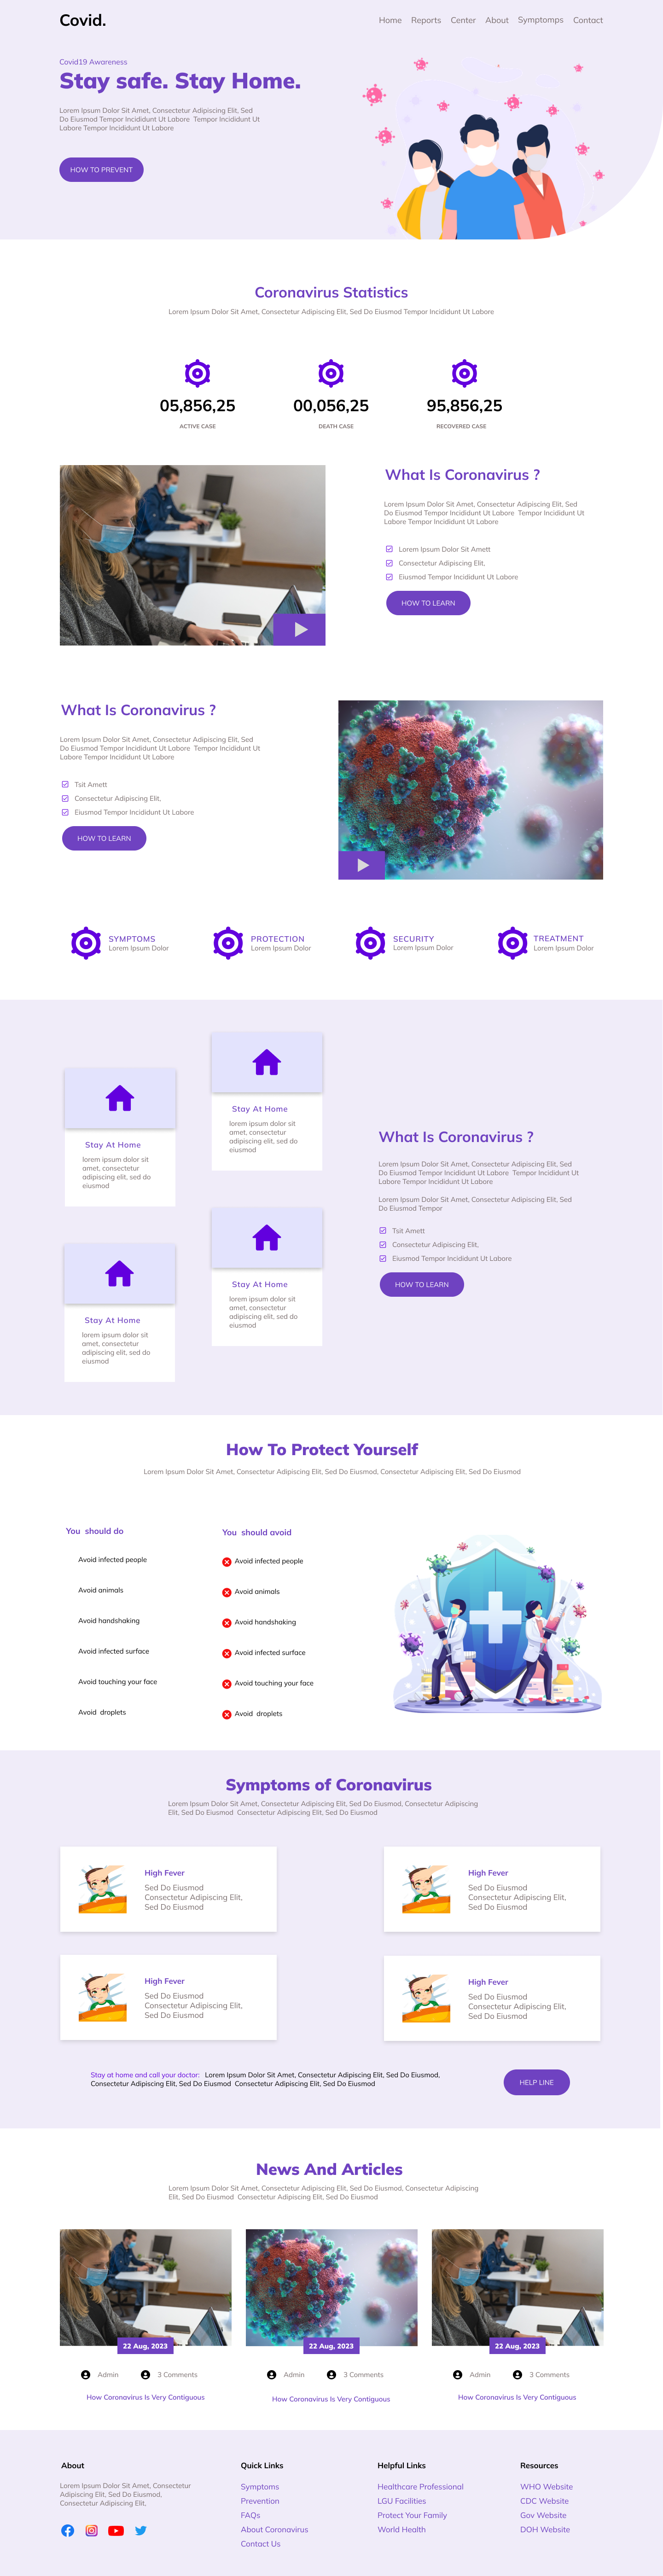 Covid.
Home Reports Center About Symptomps Contact
Covid19 Awareness
Stay safe. Stay Home.
Lorem Ipsum Dolor Sit Amet, Consectetur Adipiscing Elit, Sed
Do Eiusmod Tempor Incididunt Ut Labore Tempor Incididunt Ut
Labore Tempor Incididunt Ut Labore
HOW TO PREVENT
Coronavirus Statistics
Lorem Ipsum Dolor Sit Amet, Consectetur Adipiscing Elit, Sed Do Eiusmod Tempor Incididunt Ut Labore
05,856,25
ACTIVE CASE
00,056,25
DEATH CASE
95,856,25
RECOVERED CASE
What Is Coronavirus ?
Lorem Ipsum Dolor Sit Amet, Consectetur Adipiscing Elit, Sed
Do Eiusmod Tempor Incididunt Ut Labore Tempor Incididunt Ut
Labore Tempor Incididunt Ut Labore
Lorem Ipsum Dolor Sit Amett
Consectetur Adipiscing Elit,
Eiusmod Tempor Incididunt Ut Labore
HOW TO LEARN
What Is Coronavirus ?
Lorem Ipsum Dolor Sit Amet, Consectetur Adipiscing Elit, Sed
Do Eiusmod Tempor Incididunt Ut Labore Tempor Incididunt Ut
Labore Tempor Incididunt Ut Labore
Tsit Amett
Consectetur Adipiscing Elit,
Eiusmod Tempor Incididunt Ut Labore
HOW TO LEARN
SYMPTOMS
Lorem Ipsum Dolor
PROTECTION
Lorem Ipsum Dolor
SECURITY
Lorem Ipsum Dolor
TREATMENT
Lorem Ipsum Dolor
Stay At Home
lorem ipsum dolor sit
amet, consectetur
adipiscing elit, sed do
eiusmod
Stay At Home
lorem ipsum dolor sit
amet, consectetur
adipiscing elit, sed do
eiusmod
Stay At Home
lorem ipsum dolor sit
amet, consectetur
adipiscing elit, sed do
eiusmod
Stay At Home
lorem ipsum dolor sit
amet, consectetur
adipiscing elit, sed do
eiusmod
What Is Coronavirus ?
Lorem Ipsum Dolor Sit Amet, Consectetur Adipiscing Elit, Sed
Do Eiusmod Tempor Incididunt Ut Labore Tempor Incididunt Ut
Labore Tempor Incididunt Ut Labore
Lorem Ipsum Dolor Sit Amet, Consectetur Adipiscing Elit, Sed
Do Eiusmod Tempor
Tsit Amett
Consectetur Adipiscing Elit,
Eiusmod Tempor Incididunt Ut Labore
HOW TO LEARN
How To Protect Yourself
Lorem Ipsum Dolor Sit Amet, Consectetur Adipiscing Elit, Sed Do Eiusmod, Consectetur Adipiscing Elit, Sed Do Eiusmod
You should do
Avoid infected people
Avoid animals
Avoid handshaking
Avoid infected surface
Avoid touching your face
Avoid droplets
You should avoid
Avoid infected people
Avoid animals
Avoid handshaking
Avoid infected surface
Avoid touching your face
Avoid droplets
Symptoms of Coronavirus
Lorem Ipsum Dolor Sit Amet, Consectetur Adipiscing Elit, Sed Do Eiusmod, Consectetur Adipiscing
Elit, Sed Do Eiusmod Consectetur Adipiscing Elit, Sed Do Eiusmod
High Fever
Sed Do Eiusmod
Consectetur Adipiscing Elit,
Sed Do Eiusmod
High Fever
Sed Do Eiusmod
Consectetur Adipiscing Elit,
Sed Do Eiusmod
High Fever
Sed Do Eiusmod
Consectetur Adipiscing Elit,
Sed Do Eiusmod
High Fever
Sed Do Eiusmod
Consectetur Adipiscing Elit,
Sed Do Eiusmod
Stay at home and call your doctor: Lorem Ipsum Dolor Sit Amet, Consectetur Adipiscing Elit, Sed Do Eiusmod,
Consectetur Adipiscing Elit, Sed Do Eiusmod Consectetur Adipiscing Elit, Sed Do Eiusmod
HELP LINE
News And Articles
Lorem Ipsum Dolor Sit Amet, Consectetur Adipiscing Elit, Sed Do Eiusmod, Consectetur Adipiscing
Elit, Sed Do Eiusmod Consectetur Adipiscing Elit, Sed Do Eiusmod
22 Aug, 2023
Admin 3 Comments
How Coronavirus Is Very Contiguous
22 Aug, 2023
Admin 3 Comments
How Coronavirus Is Very Contiguous
22 Aug, 2023
Admin 3 Comments
How Coronavirus Is Very Contiguous
About
Lorem Ipsum Dolor Sit Amet, Consectetur
Adipiscing Elit, Sed Do Eiusmod,
Consectetur Adipiscing Elit,
Quick Links
Symptoms
Prevention
FAQs
About Coronavirus
Contact Us
Helpful Links
Healthcare Professional
LGU Facilities
Protect Your Family
World Health
Resources
WHO Website
CDC Website
Gov Website
DOH Website